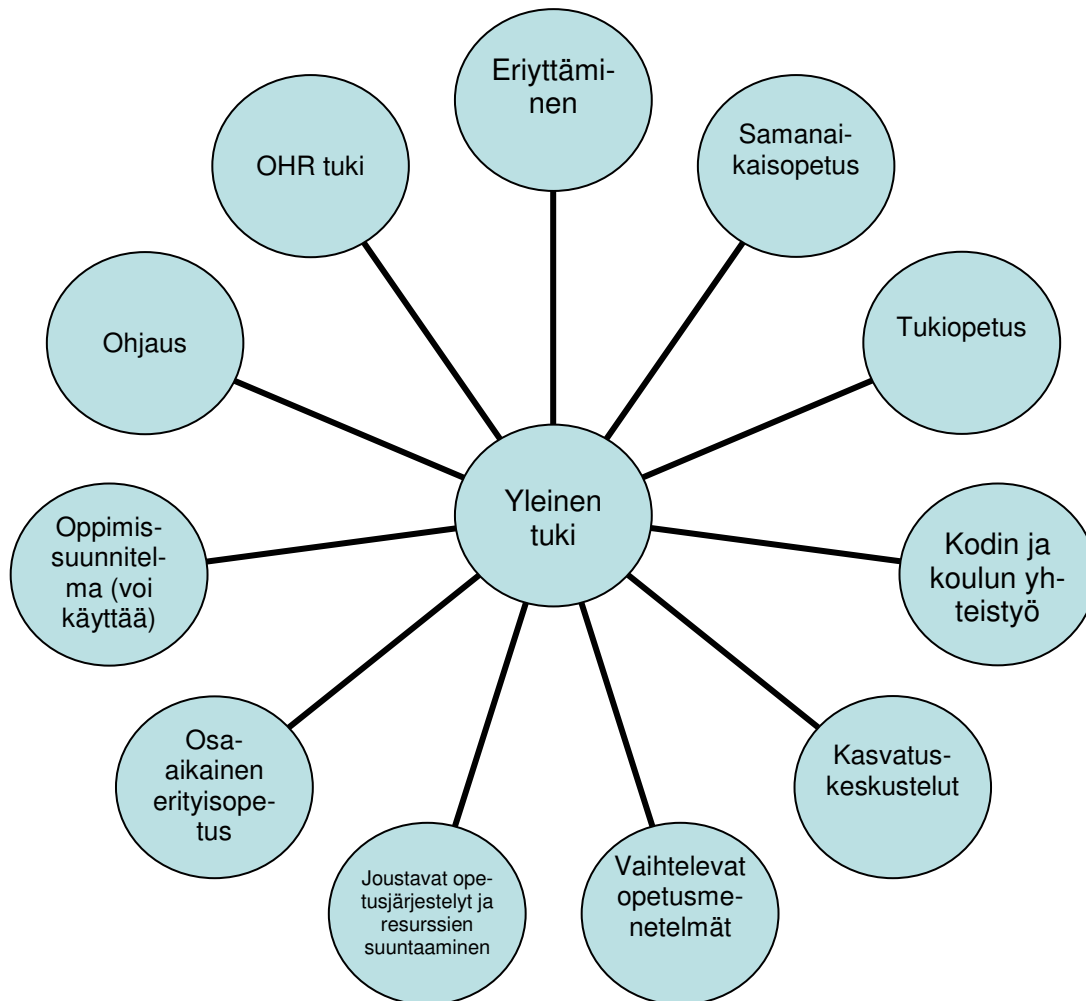 Eriyttämi-
nen
Samanai-
kaisopetus
OHR tuki
Tukiopetus
Ohjaus
Yleinen
tuki
Kodin ja
koulun yh-
teistyö
Oppimis-
suunnitel-
ma (voi
käyttää)
Kasvatus-
keskustelut
Osa-
aikainen
erityisope-
tus
Vaihtelevat
opetusme-
netelmät
Joustavat ope-
tusjärjestelyt ja
resurssien
suuntaaminen